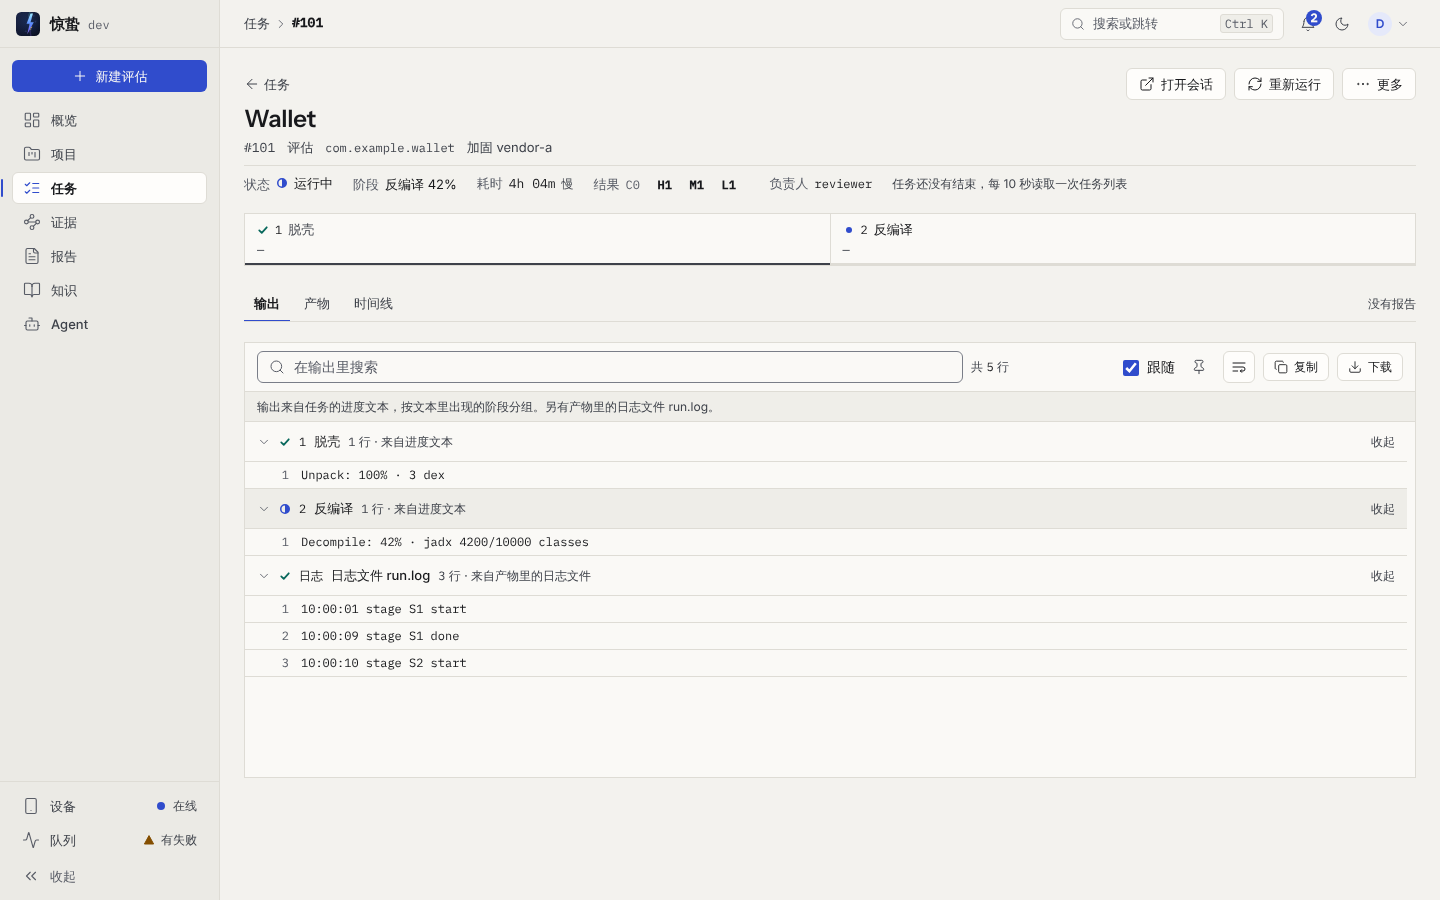 惊蛰 dev
任务 > #101
搜索或跳转 Ctrl K
2
D
新建评估
概览
项目
任务
证据
报告
知识
Agent
设备 在线
队列 有失败
收起
任务
打开会话
重新运行
更多
Wallet
#101 评估 com.example.wallet 加固 vendor-a
状态 运行中 阶段 反编译 42% 耗时 4h 04m 慢 结果 C0 H1 M1 L1 负责人 reviewer 任务还没有结束，每 10 秒读取一次任务列表
1 脱壳
—
2 反编译
—
输出 产物 时间线 没有报告
在输出里搜索 共 5 行 跟随 复制 下载
输出来自任务的进度文本，按文本里出现的阶段分组。另有产物里的日志文件 run.log。
1 脱壳 1 行 · 来自进度文本 收起
1 Unpack: 100% · 3 dex
2 反编译 1 行 · 来自进度文本 收起
1 Decompile: 42% · jadx 4200/10000 classes
日志 日志文件 run.log 3 行 · 来自产物里的日志文件 收起
1 10:00:01 stage S1 start
2 10:00:09 stage S1 done
3 10:00:10 stage S2 start